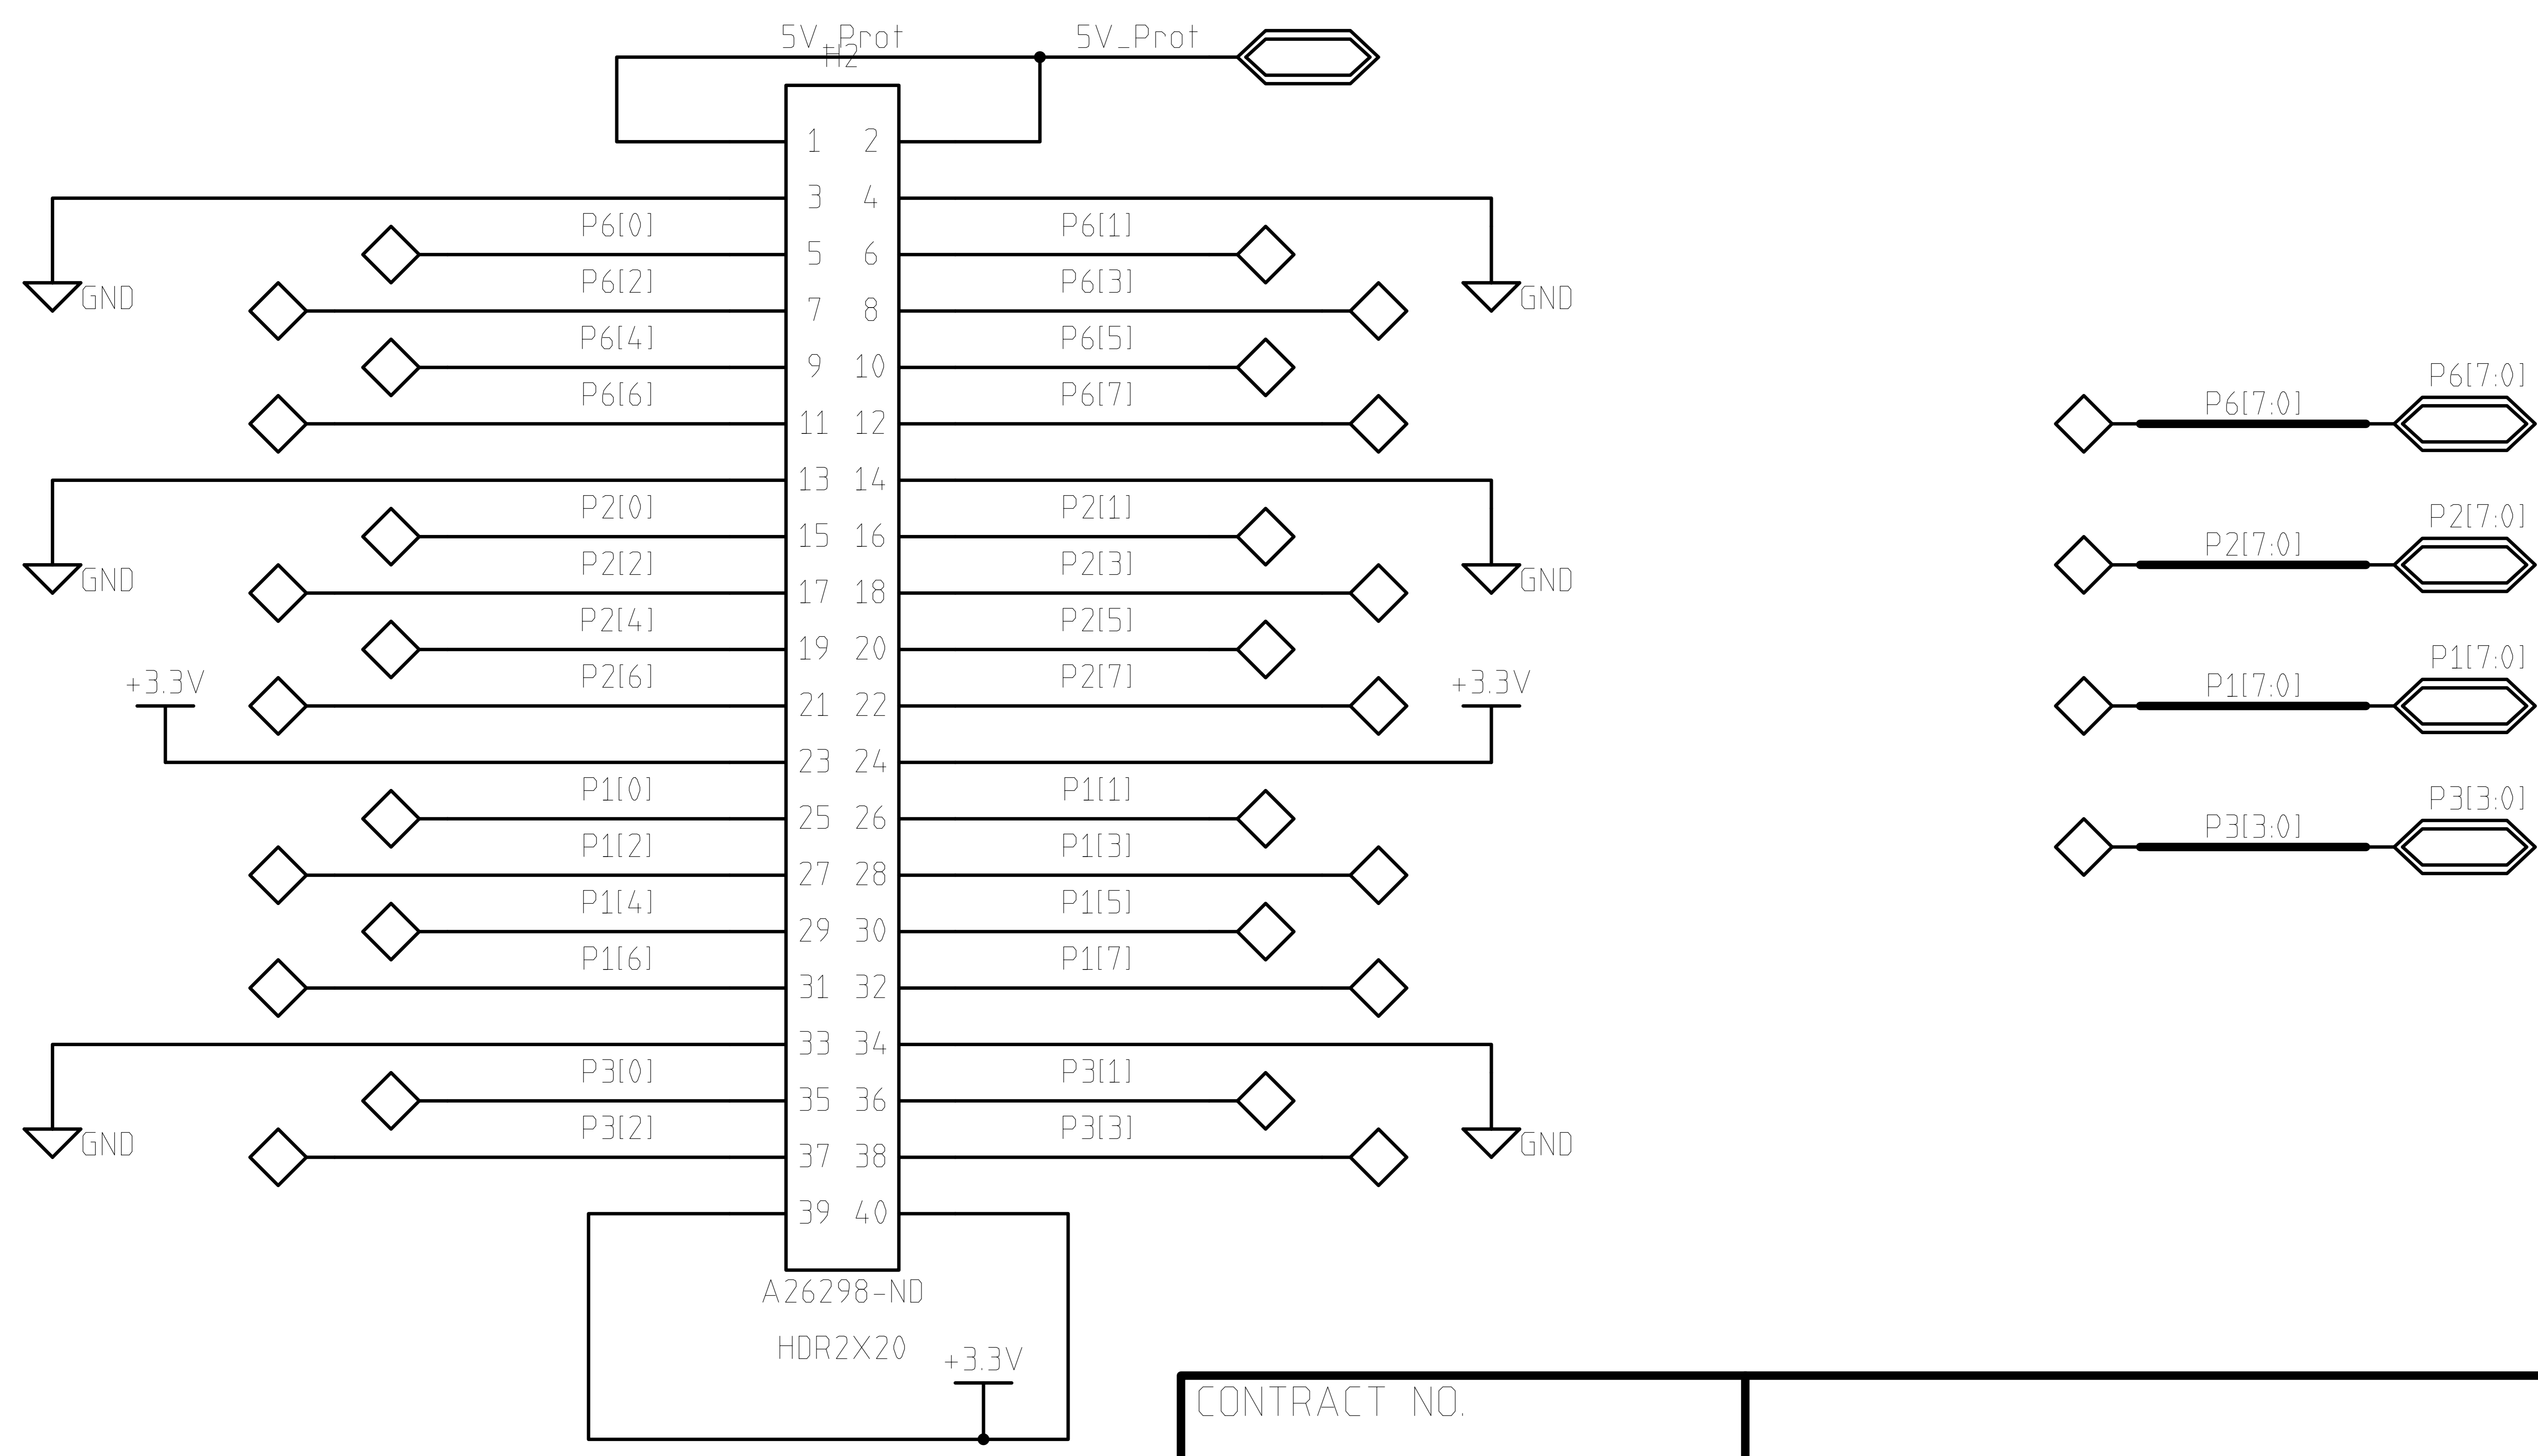 5V_Prot 5V_Prot
H2
1 2
3 4
P6[0] P6[1]
5 6
P6[2] P6[3]
GND 7 8 GND
P6[4] P6[5]
9 10
P6[7:0]
P6[6] P6[7] P6[7:0]
11 12
13 14
P2[0] P2[1] P2[7:0]
15 16 P2[7:0]
P2[2] P2[3]
GND 17 18 GND
P2[4] P2[5]
19 20 P1[7:0]
+3.3V P2[6] P2[7] +3.3V P1[7:0]
21 22
23 24
P1[0] P1[1] P3[3:0]
25 26 P3[3:0]
P1[2] P1[3]
27 28
P1[4] P1[5]
29 30
P1[6] P1[7]
31 32
33 34
P3[0] P3[1]
35 36
P3[2] P3[3]
GND 37 38 GND
39 40
A26298-ND
HDR2X20
+3.3V
CONTRACT NO.